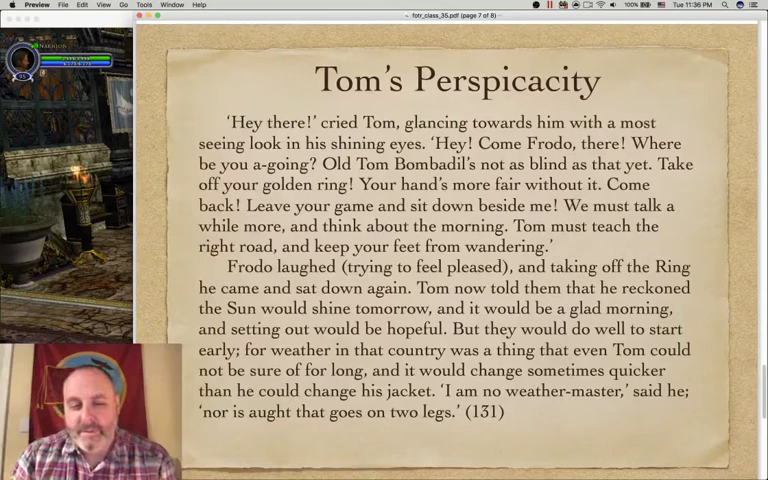 Preview File Edit View Go Tools Window Help
100% Tue 11:36 PM
fotr_class_35.pdf (page 7 of 8)
95
Tom's Perspicacity
'Hey there!' cried Tom, glancing towards him with a most
seeing look in his shining eyes. 'Hey! Come Frodo, there! Where
be you a-going? Old Tom Bombadil's not as blind as that yet. Take
off your golden ring! Your hand's more fair without it. Come
back! Leave your game and sit down beside me! We must talk a
while more, and think about the morning. Tom must teach the
right road, and keep your feet from wandering.'
Frodo laughed (trying to feel pleased), and taking off the Ring
he came and sat down again. Tom now told them that he reckoned
the Sun would shine tomorrow, and it would be a glad morning,
and setting out would be hopeful. But they would do well to start
early; for weather in that country was a thing that even Tom could
not be sure of for long, and it would change sometimes quicker
than he could change his jacket. 'I am no weather-master,' said he;
'nor is aught that goes on two legs.' (131)